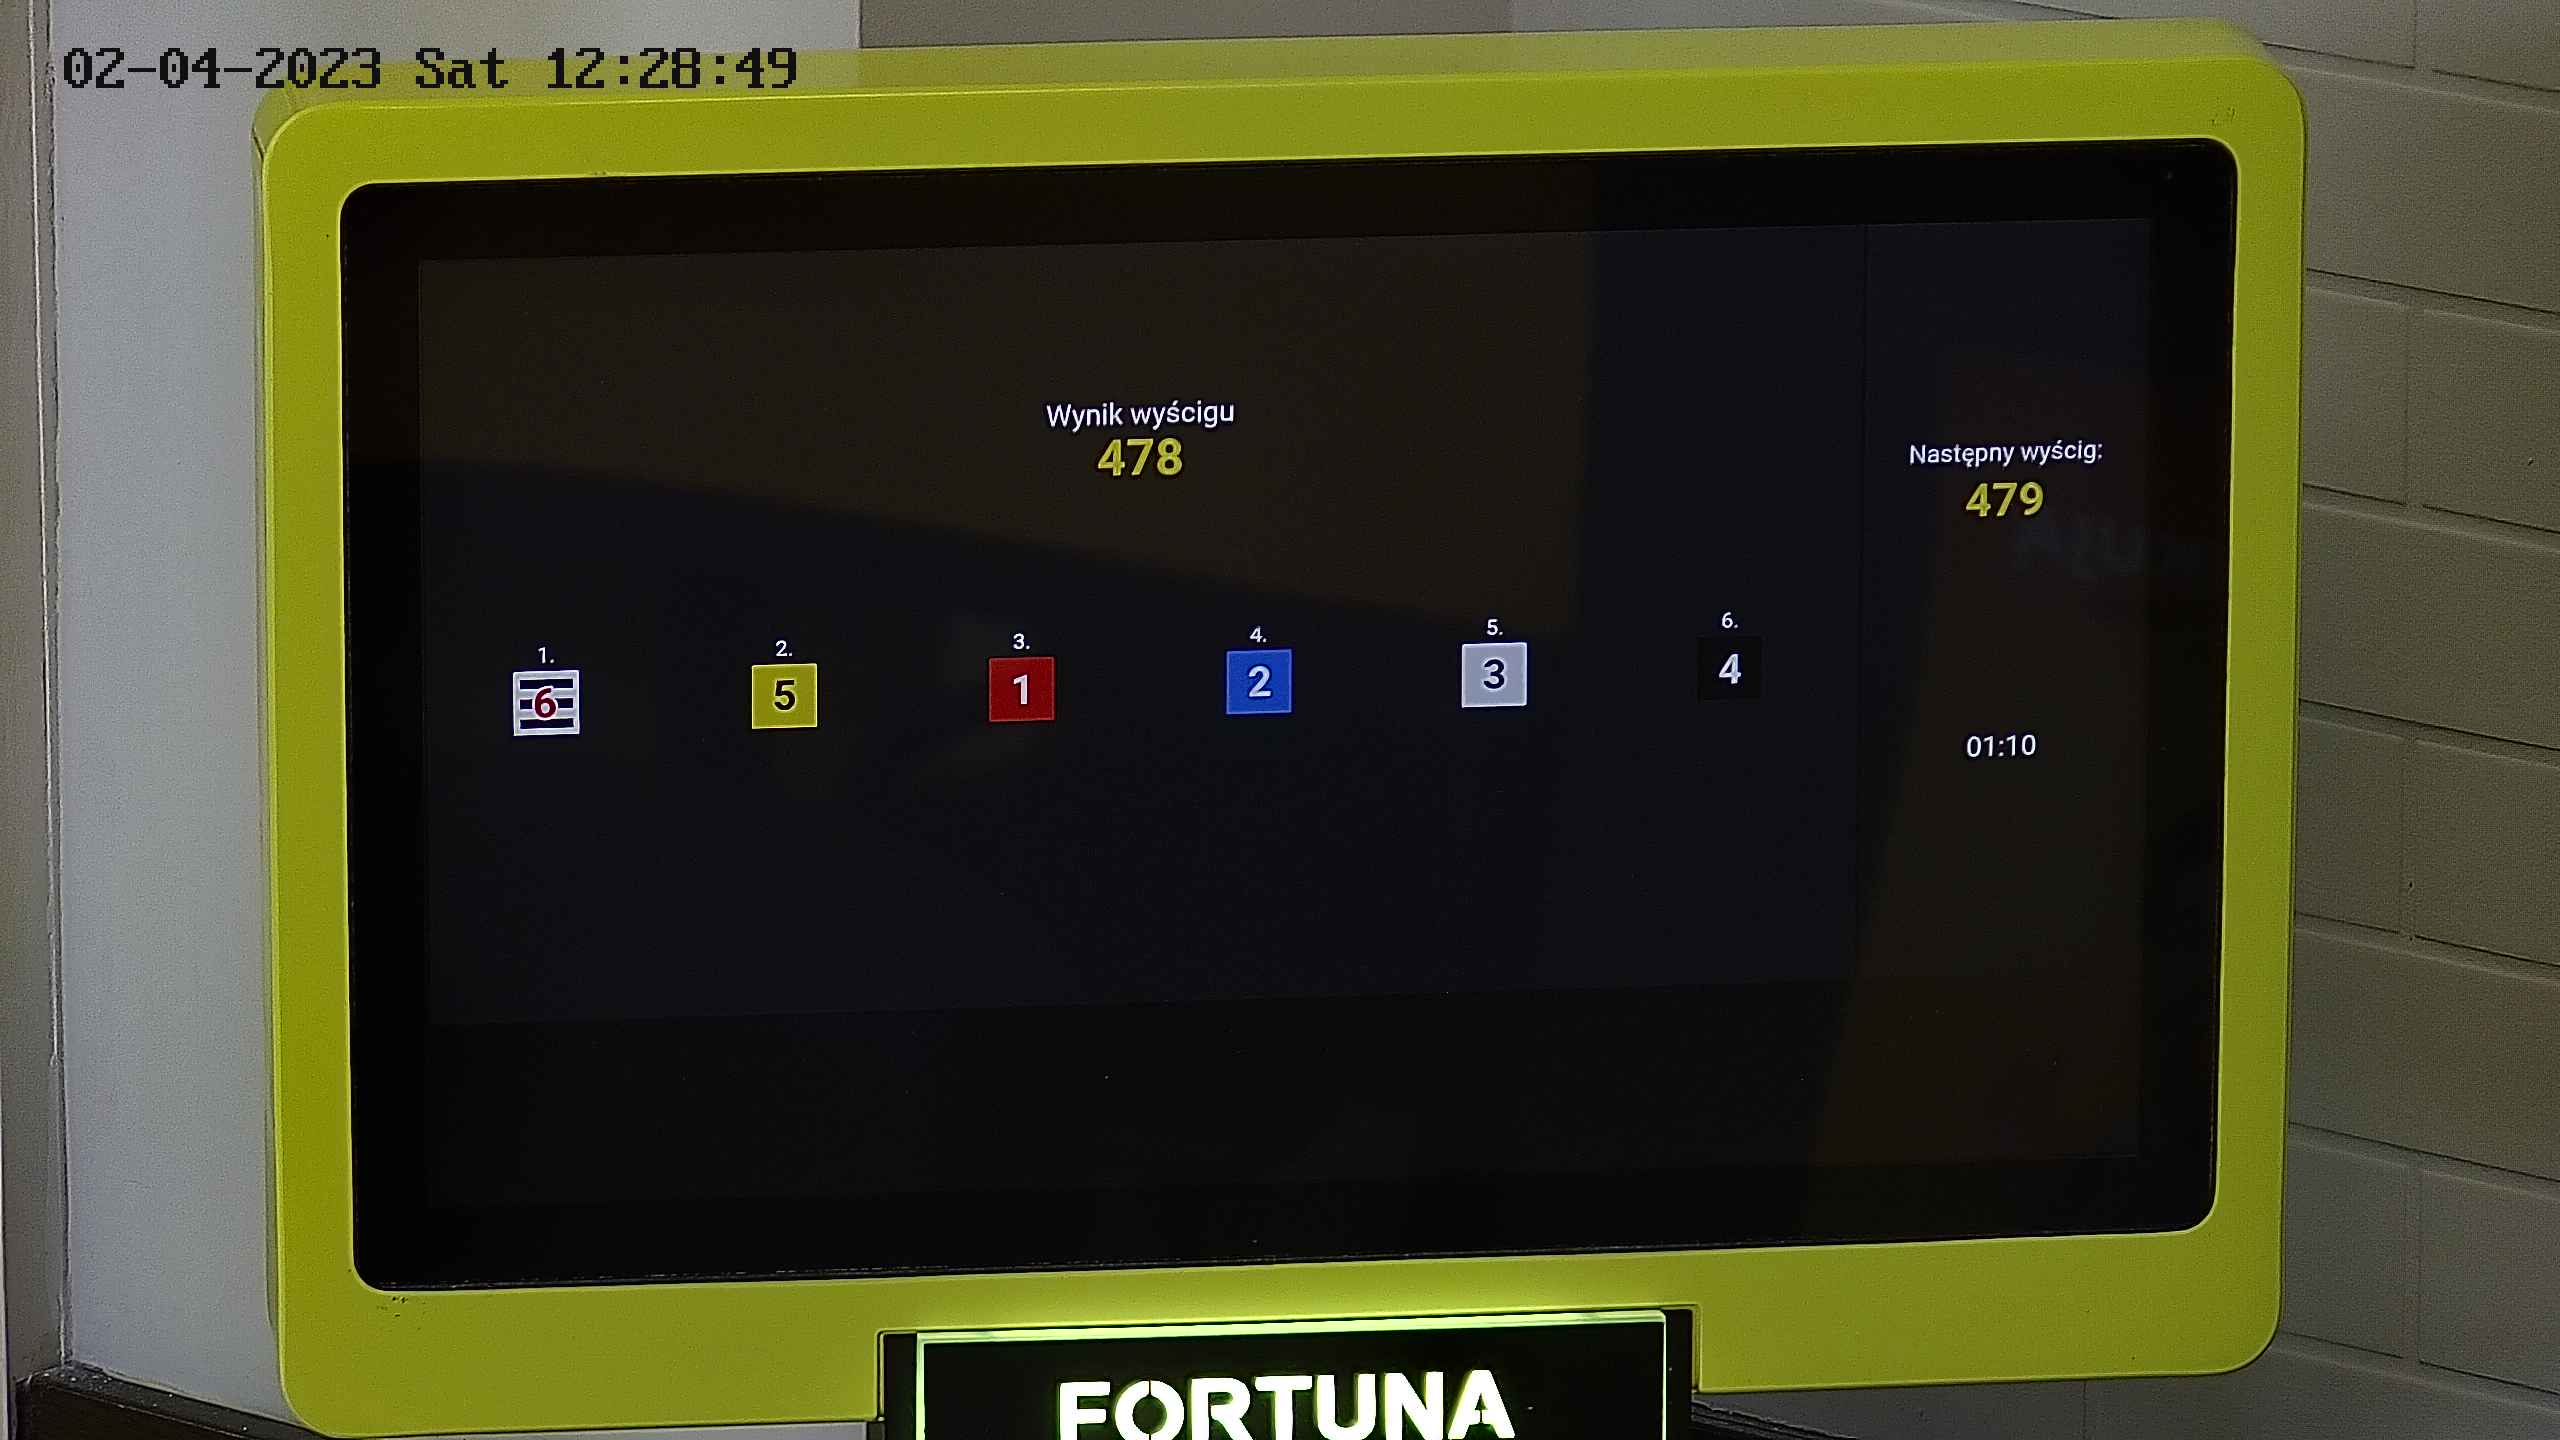 02-04-2023 Sat 12:28:49
Wynik wyścigu
478
Następny wyścig:
479
1. 2. 3. 4. 5. 6.
6 5 1 2 3 4
01:10
FORTUNA